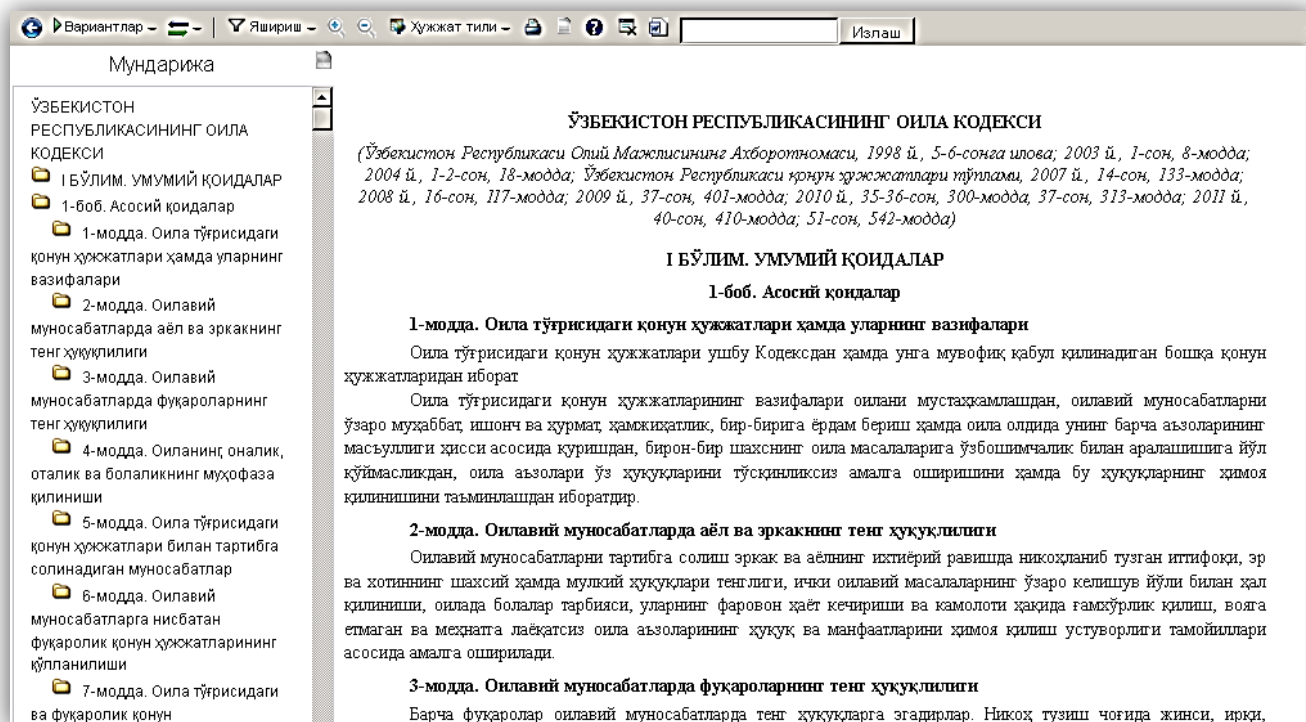 Вариантлар
Яшириш
Ҳужжат тили
Излаш
Мундарижа
ЎЗБЕКИСТОН
РЕСПУБЛИКАСИНИНГ ОИЛА
КОДЕКСИ
I БЎЛИМ. УМУМИЙ ҚОИДАЛАР
1-боб. Асосий қоидалар
1-модда. Оила тўғрисидаги
қонун ҳужжатлари ҳамда уларнинг
вазифалари
2-модда. Оилавий
муносабатларда аёл ва эркакнинг
тенг ҳуқуқлилиги
3-модда. Оилавий
муносабатларда фуқароларнинг
тенг ҳуқуқлилиги
4-модда. Оиланинг, оналик,
оталик ва болаликнинг муҳофаза
қилиниши
5-модда. Оила тўғрисидаги
қонун ҳужжатлари билан тартибга
солинадиган муносабатлар
6-модда. Оилавий
муносабатларга нисбатан
фуқаролик қонун ҳужжатларининг
қўлланилиши
7-модда. Оила тўғрисидаги
ва фуқаролик қонун
ЎЗБЕКИСТОН РЕСПУБЛИКАСИНИНГ ОИЛА КОДЕКСИ
(Ўзбекистон Республикаси Олий Мажлисининг Ахборотномаси, 1998 й., 5-6-сонга илова; 2003 й., 1-сон, 8-модда;
2004 й., 1-2-сон, 18-модда; Ўзбекистон Республикаси қонун ҳужжатлари тўплами, 2007 й., 14-сон, 133-модда;
2008 й., 16-сон, 117-модда; 2009 й., 37-сон, 401-модда; 2010 й., 35-36-сон, 300-модда, 37-сон, 313-модда; 2011 й.,
40-сон, 410-модда; 51-сон, 542-модда)
I БЎЛИМ. УМУМИЙ ҚОИДАЛАР
1-боб. Асосий қоидалар
1-модда. Оила тўғрисидаги қонун ҳужжатлари ҳамда уларнинг вазифалари
Оила тўғрисидаги қонун ҳужжатлари ушбу Кодексдан ҳамда унга мувофиқ қабул қилинадиган бошқа қонун
ҳужжатларидан иборат
Оила тўғрисидаги қонун ҳужжатларининг вазифалари оилани мустаҳкамлашдан, оилавий муносабатларни
ўзаро муҳаббат, ишонч ва ҳурмат, ҳамжиҳатлик, бир-бирига ёрдам бериш ҳамда оила олдида унинг барча аъзоларининг
масъуллиги ҳисси асосида қуришдан, бирон-бир шахснинг оила масалаларига ўзбошимчалик билан аралашишига йўл
қўймасликдан, оила аъзолари ўз ҳуқуқларини тўсқинликсиз амалга оширишини ҳамда бу ҳуқуқларнинг ҳимоя
қилинишини таъминлашдан иборатдир.
2-модда. Оилавий муносабатларда аёл ва эркакнинг тенг ҳуқуқлилиги
Оилавий муносабатларни тартибга солиш эркак ва аёлнинг ихтиёрий равишда никоҳланиб тузган иттифоқи, эр
ва хотиннинг шахсий ҳамда мулкий ҳуқуқлари тенглиги, ички оилавий масалаларнинг ўзаро келишув йўли билан ҳал
қилиниши, оилада болалар тарбияси, уларнинг фаровон ҳаёт кечириши ва камолоти ҳақида ғамхўрлик қилиш, вояга
етмаган ва меҳнатга лаёқатсиз оила аъзоларининг ҳуқуқ ва манфаатларини ҳимоя қилиш устуворлиги тамойиллари
асосида амалга оширилади.
3-модда. Оилавий муносабатларда фуқароларнинг тенг ҳуқуқлилиги
Барча фуқаролар оилавий муносабатларда тенг ҳуқуқларга эгадирлар. Никоҳ тузиш чоғида жинси, ирқи,